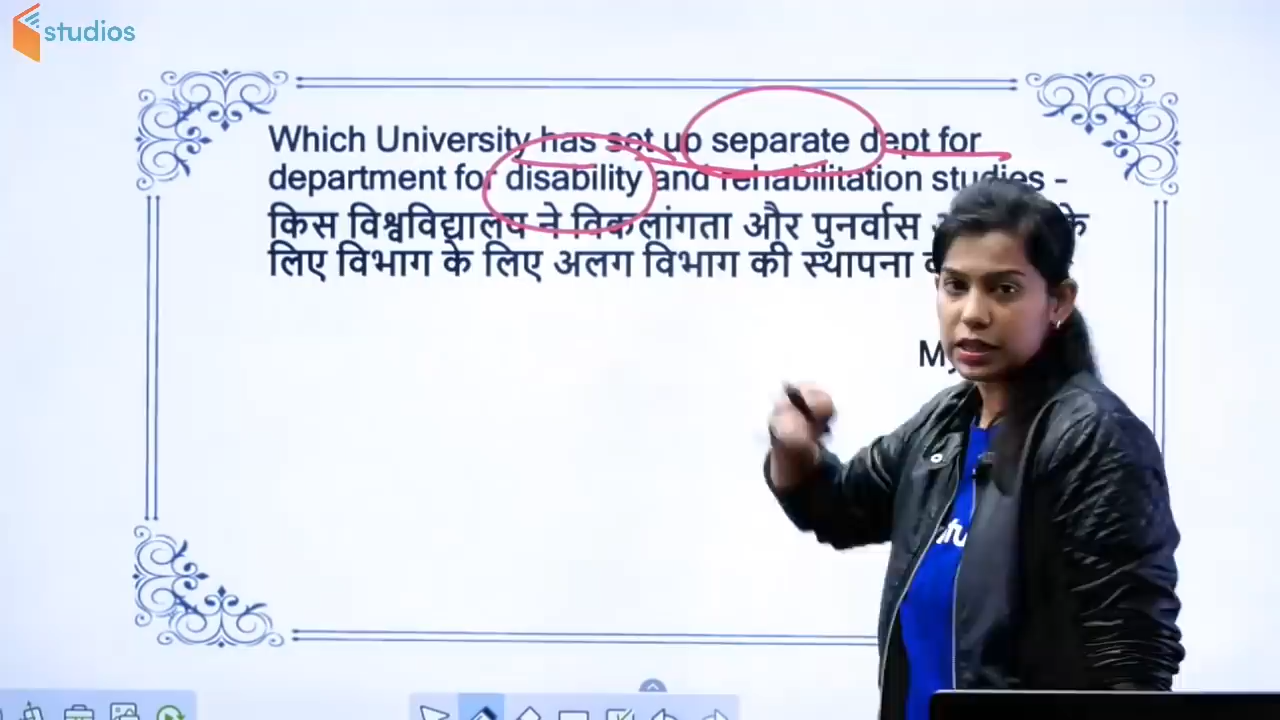 studios
Which University has set up separate dept for
department for disability and rehabilitation studies -
किस विश्वविद्यालय ने विकलांगता और पुनर्वास के
लिए विभाग के लिए अलग विभाग की स्थापना